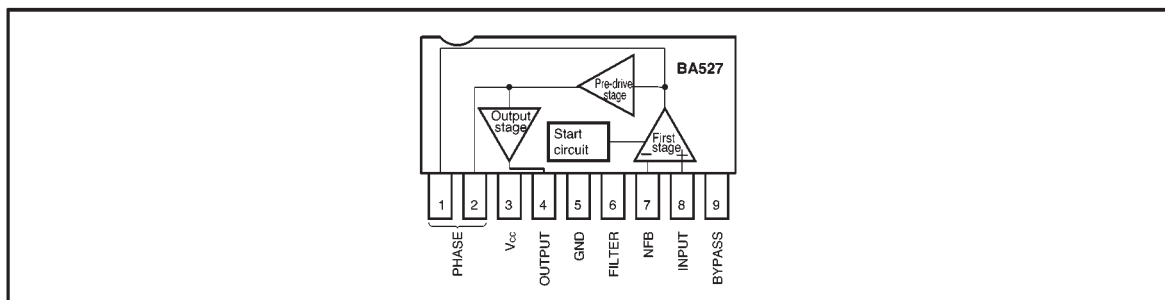 BA527
Pre-drive
stage
Output
stage
Start
circuit
First
stage
− +
1 2 3 4 5 6 7 8 9
PHASE
Vcc
OUTPUT
GND
FILTER
NFB
INPUT
BYPASS